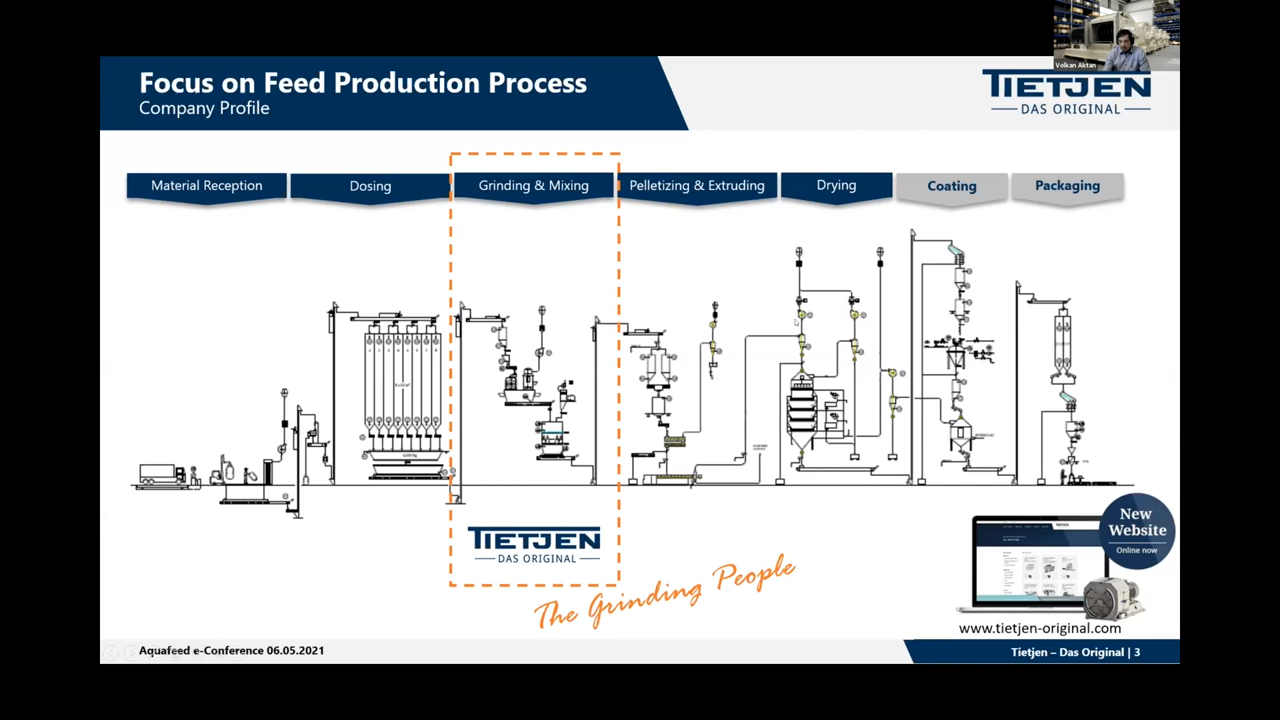 Volkan Aktan
Focus on Feed Production Process
Company Profile
TIETJEN
DAS ORIGINAL
Material Reception
Dosing
Grinding & Mixing
Pelletizing & Extruding
Drying
Coating
Packaging
TIETJEN
DAS ORIGINAL
The Grinding People
New
Website
Online now
www.tietjen-original.com
Aquafeed e-Conference 06.05.2021
Tietjen – Das Original | 3